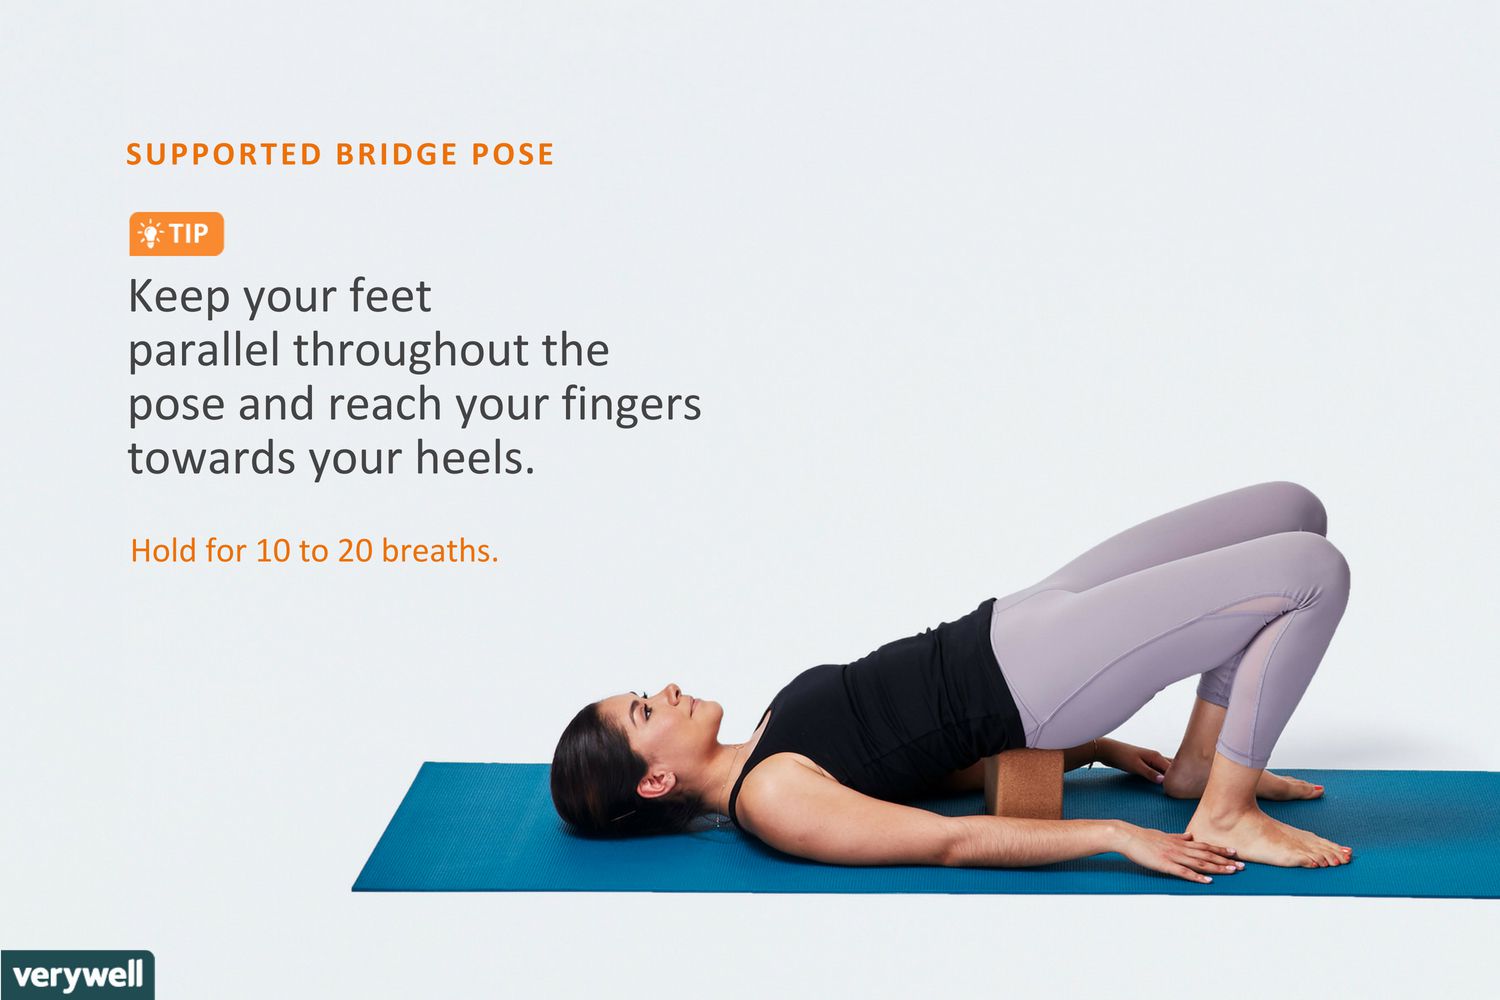 SUPPORTED BRIDGE POSE
TIP
Keep your feet
parallel throughout the
pose and reach your fingers
towards your heels.
Hold for 10 to 20 breaths.
verywell